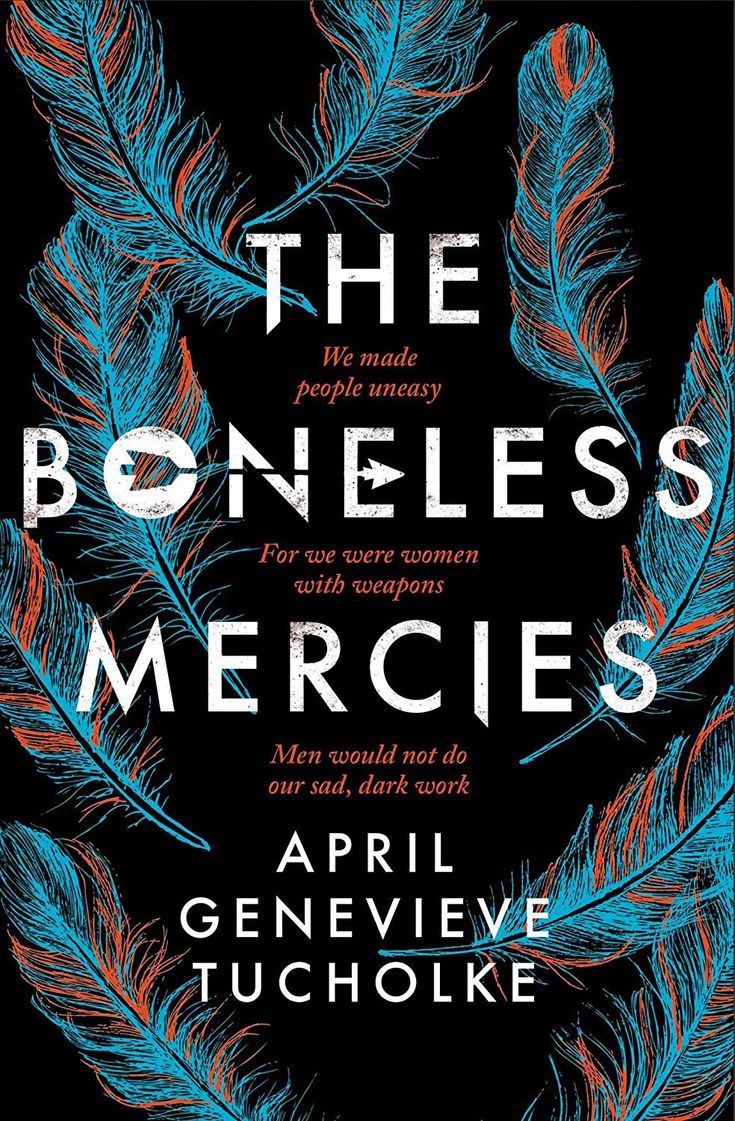 THE
We made
people uneasy
BONELESS
For we were women
with weapons
MERCIES
Men would not do
our sad, dark work
APRIL
GENEVIEVE
TUCHOLKE